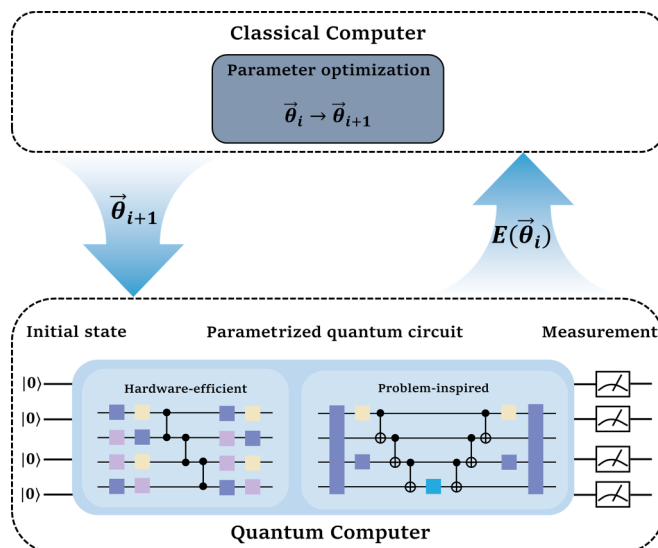 Classical Computer
Parameter optimization
θ⃗ᵢ → θ⃗ᵢ₊₁
θ⃗ᵢ₊₁
E(θ⃗ᵢ)
Initial state Parametrized quantum circuit Measurement
Hardware-efficient Problem-inspired
|0⟩
|0⟩
|0⟩
|0⟩
Quantum Computer